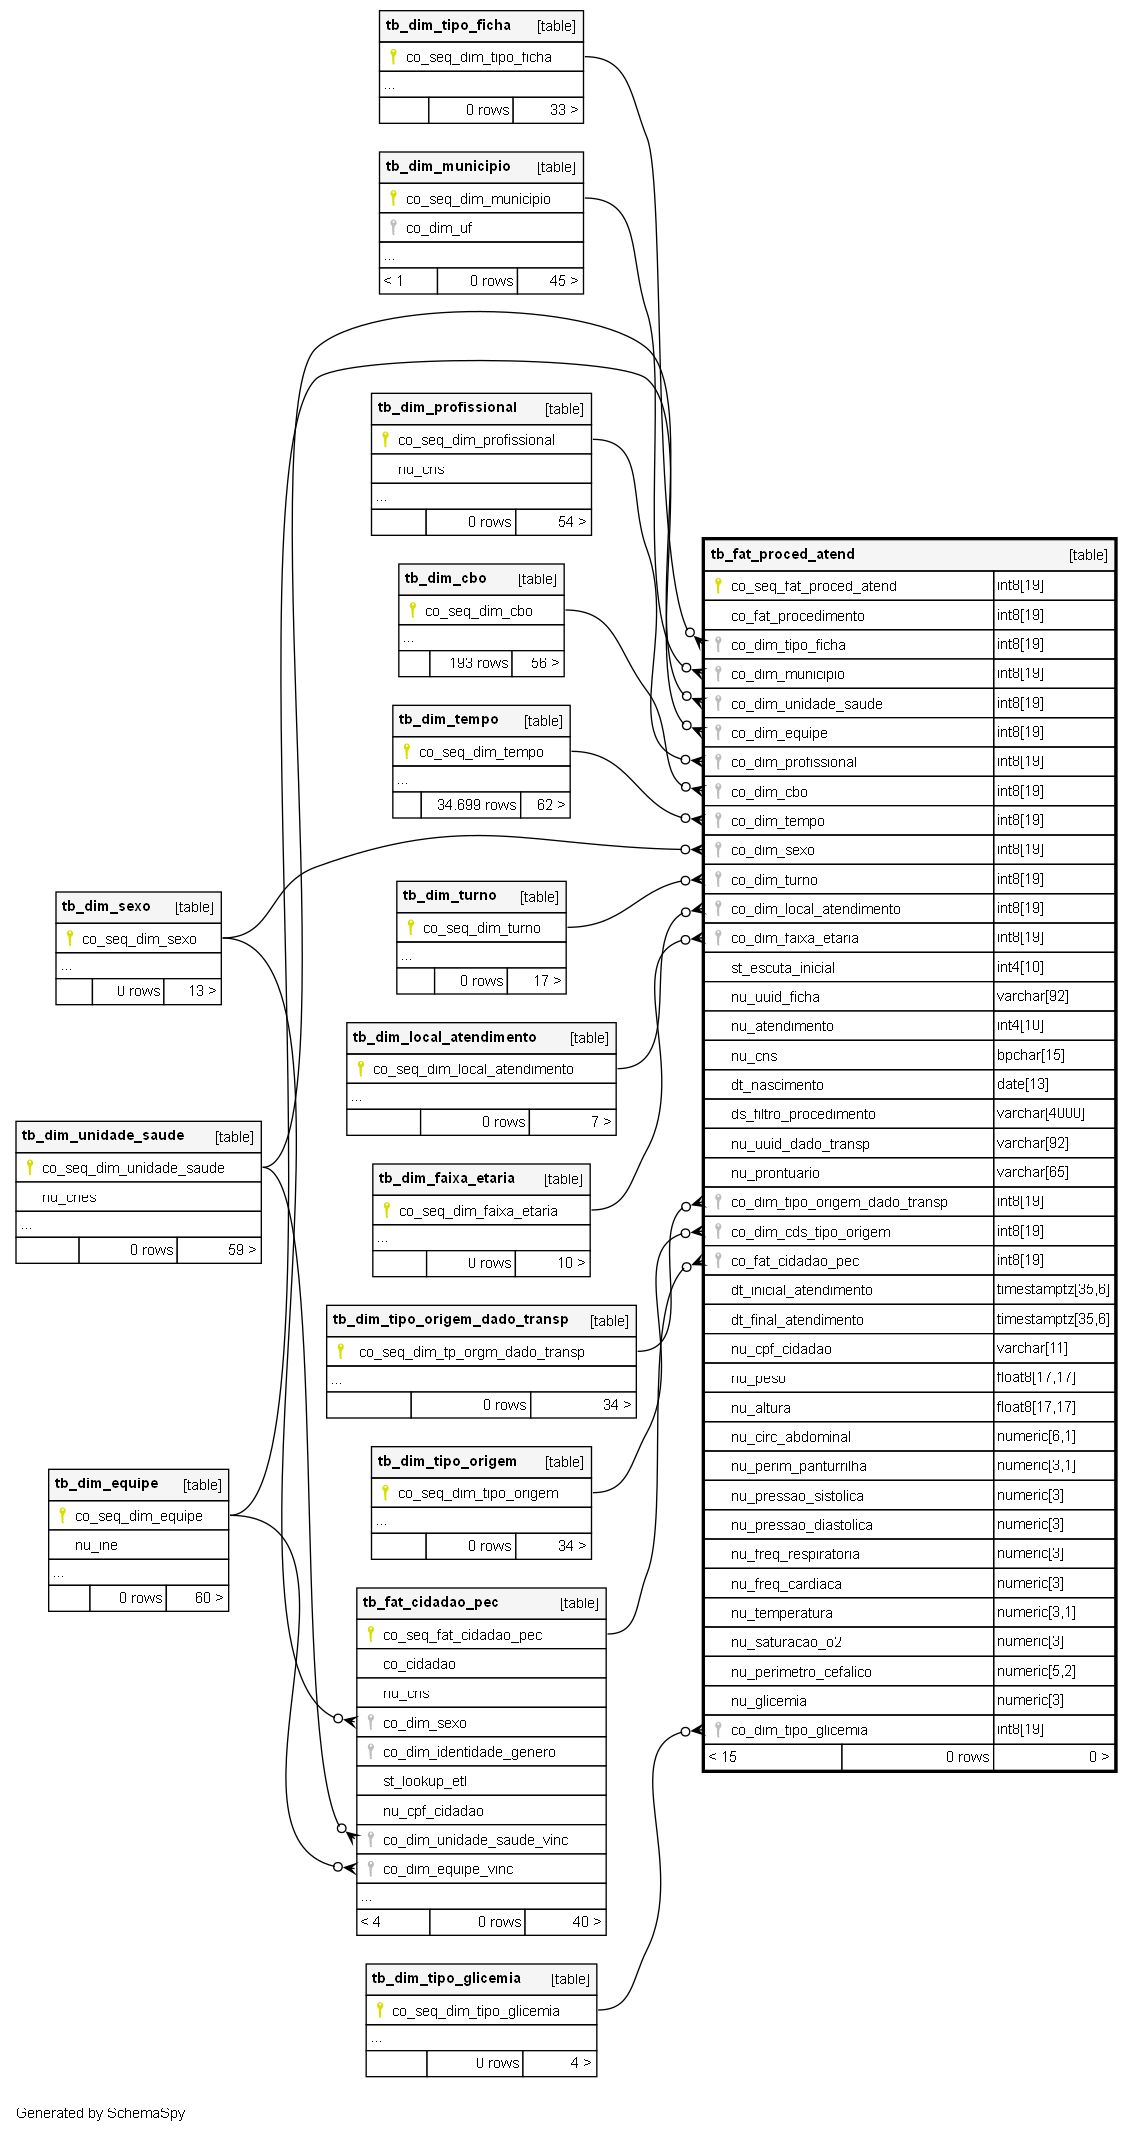 tb_dim_tipo_ficha [table]
co_seq_dim_tipo_ficha
...
0 rows 33 >
tb_dim_municipio [table]
co_seq_dim_municipio
co_dim_uf
...
< 1 0 rows 45 >
tb_dim_profissional [table]
co_seq_dim_profissional
nu_cns
...
0 rows 54 >
tb_dim_cbo [table]
co_seq_dim_cbo
...
193 rows 56 >
tb_dim_tempo [table]
co_seq_dim_tempo
...
34.699 rows 62 >
tb_dim_sexo [table]
co_seq_dim_sexo
...
0 rows 13 >
tb_dim_turno [table]
co_seq_dim_turno
...
0 rows 17 >
tb_dim_local_atendimento [table]
co_seq_dim_local_atendimento
...
0 rows 7 >
tb_dim_unidade_saude [table]
co_seq_dim_unidade_saude
nu_cnes
...
0 rows 59 >
tb_dim_faixa_etaria [table]
co_seq_dim_faixa_etaria
...
0 rows 10 >
tb_dim_tipo_origem_dado_transp [table]
co_seq_dim_tp_orgm_dado_transp
...
0 rows 34 >
tb_dim_tipo_origem [table]
co_seq_dim_tipo_origem
...
0 rows 34 >
tb_dim_equipe [table]
co_seq_dim_equipe
nu_ine
...
0 rows 60 >
tb_fat_cidadao_pec [table]
co_seq_fat_cidadao_pec
co_cidadao
nu_cns
co_dim_sexo
co_dim_identidade_genero
st_lookup_etl
nu_cpf_cidadao
co_dim_unidade_saude_vinc
co_dim_equipe_vinc
...
< 4 0 rows 40 >
tb_dim_tipo_glicemia [table]
co_seq_dim_tipo_glicemia
...
0 rows 4 >
tb_fat_proced_atend [table]
co_seq_fat_proced_atend int8[19]
co_fat_procedimento int8[19]
co_dim_tipo_ficha int8[19]
co_dim_municipio int8[19]
co_dim_unidade_saude int8[19]
co_dim_equipe int8[19]
co_dim_profissional int8[19]
co_dim_cbo int8[19]
co_dim_tempo int8[19]
co_dim_sexo int8[19]
co_dim_turno int8[19]
co_dim_local_atendimento int8[19]
co_dim_faixa_etaria int8[19]
st_escuta_inicial int4[10]
nu_uuid_ficha varchar[92]
nu_atendimento int4[10]
nu_cns bpchar[15]
dt_nascimento date[13]
ds_filtro_procedimento varchar[4000]
nu_uuid_dado_transp varchar[92]
nu_prontuario varchar[65]
co_dim_tipo_origem_dado_transp int8[19]
co_dim_cds_tipo_origem int8[19]
co_fat_cidadao_pec int8[19]
dt_inicial_atendimento timestamptz[35,6]
dt_final_atendimento timestamptz[35,6]
nu_cpf_cidadao varchar[11]
nu_peso float8[17,17]
nu_altura float8[17,17]
nu_circ_abdominal numeric[6,1]
nu_perim_panturrilha numeric[3,1]
nu_pressao_sistolica numeric[3]
nu_pressao_diastolica numeric[3]
nu_freq_respiratoria numeric[3]
nu_freq_cardiaca numeric[3]
nu_temperatura numeric[3,1]
nu_saturacao_o2 numeric[3]
nu_perimetro_cefalico numeric[5,2]
nu_glicemia numeric[3]
co_dim_tipo_glicemia int8[19]
< 15 0 rows 0 >
Generated by SchemaSpy